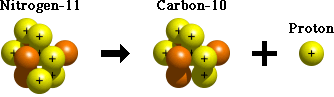 Nitrogen-11 Carbon-10
Proton
+ + + + + + +
+ + + + + +
+